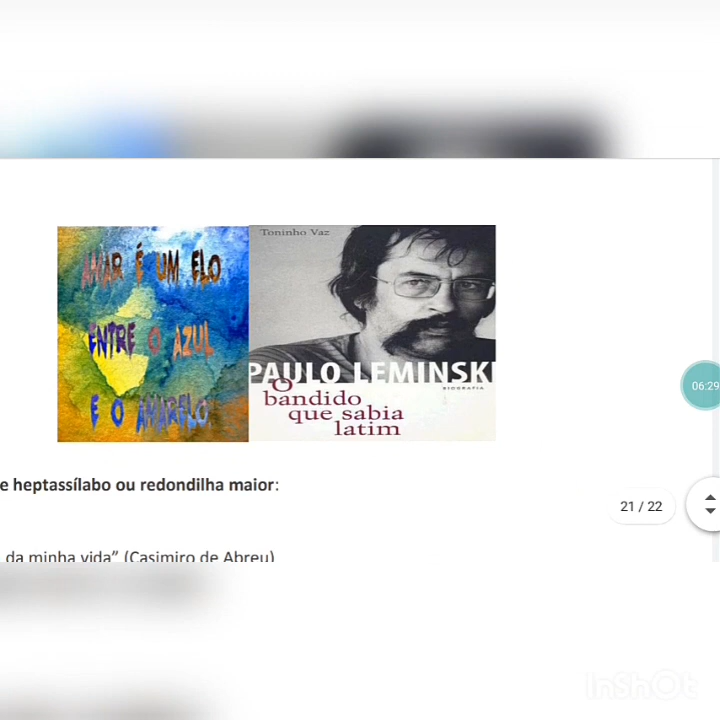 AMAR É UM ELO
ENTRE O AZUL
E O AMARELO
Toninho Vaz
PAULO LEMINSKI
BIOGRAFIA
O
bandido
que sabia
latim
06:29
e heptassílabo ou redondilha maior:
21 / 22
da minha vida” (Casimiro de Abreu)
InShOt